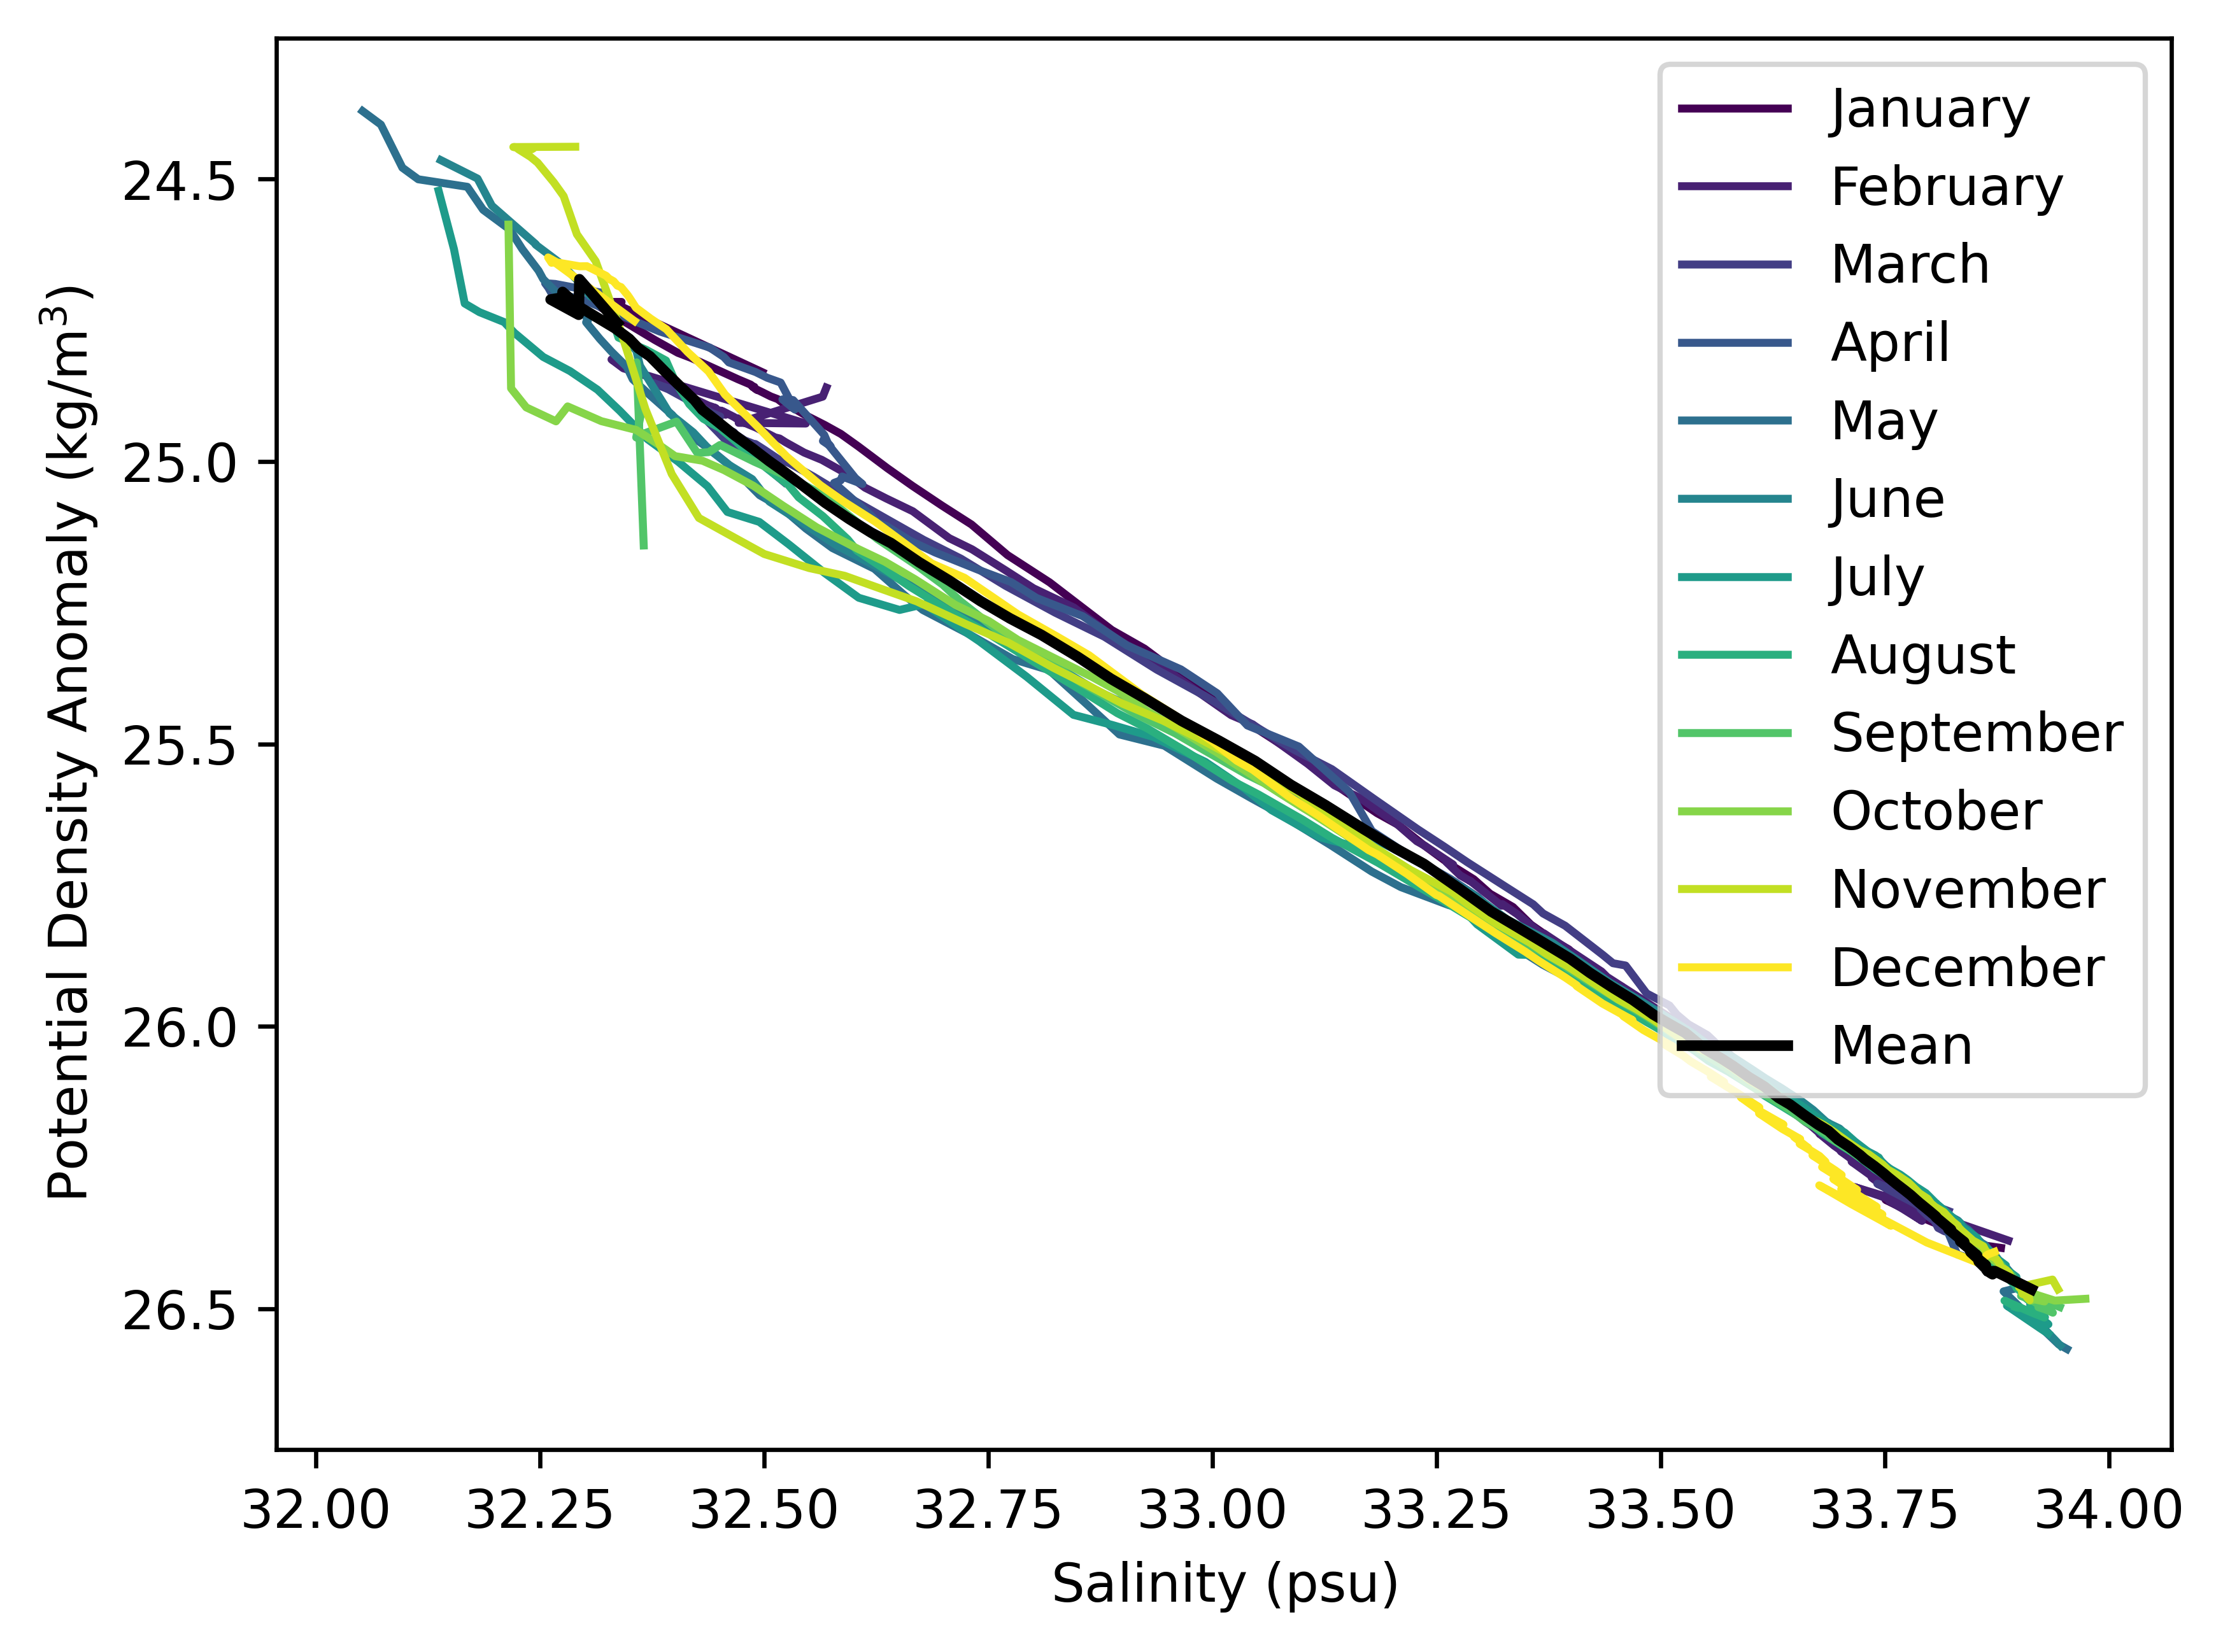 24.5
25.0
25.5
26.0
26.5
Potential Density Anomaly (kg/m³)
32.00 32.25 32.50 32.75 33.00 33.25 33.50 33.75 34.00
Salinity (psu)
January
February
March
April
May
June
July
August
September
October
November
December
Mean